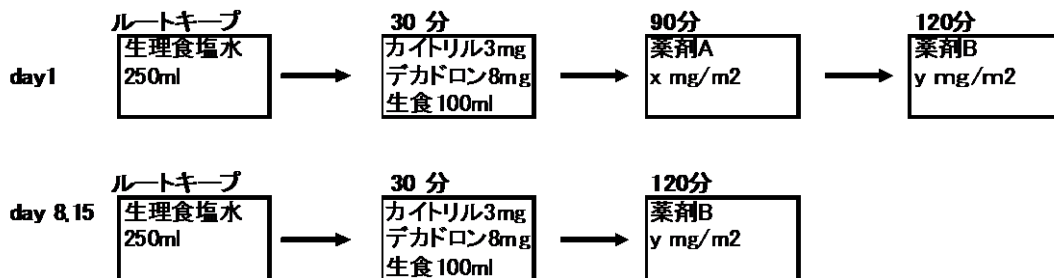 ルートキープ 30 分 90分 120分
day1
生理食塩水
250ml
カイトリル3mg
デカドロン8mg
生食100ml
薬剤A
x mg/m2
薬剤B
y mg/m2
ルートキープ 30 分 120分
day 8,15
生理食塩水
250ml
カイトリル3mg
デカドロン8mg
生食100ml
薬剤B
y mg/m2